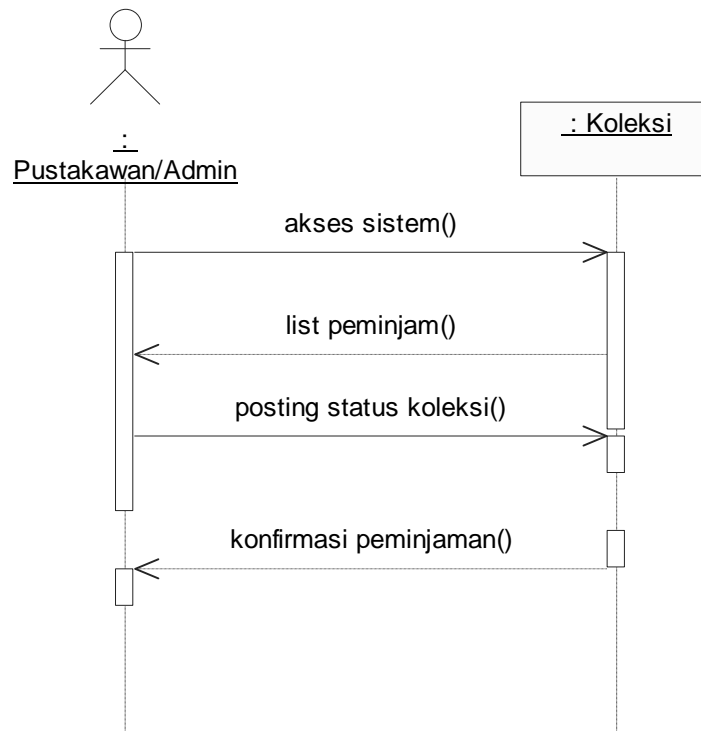 :
Pustakawan/Admin
: Koleksi
akses sistem()
list peminjam()
posting status koleksi()
konfirmasi peminjaman()